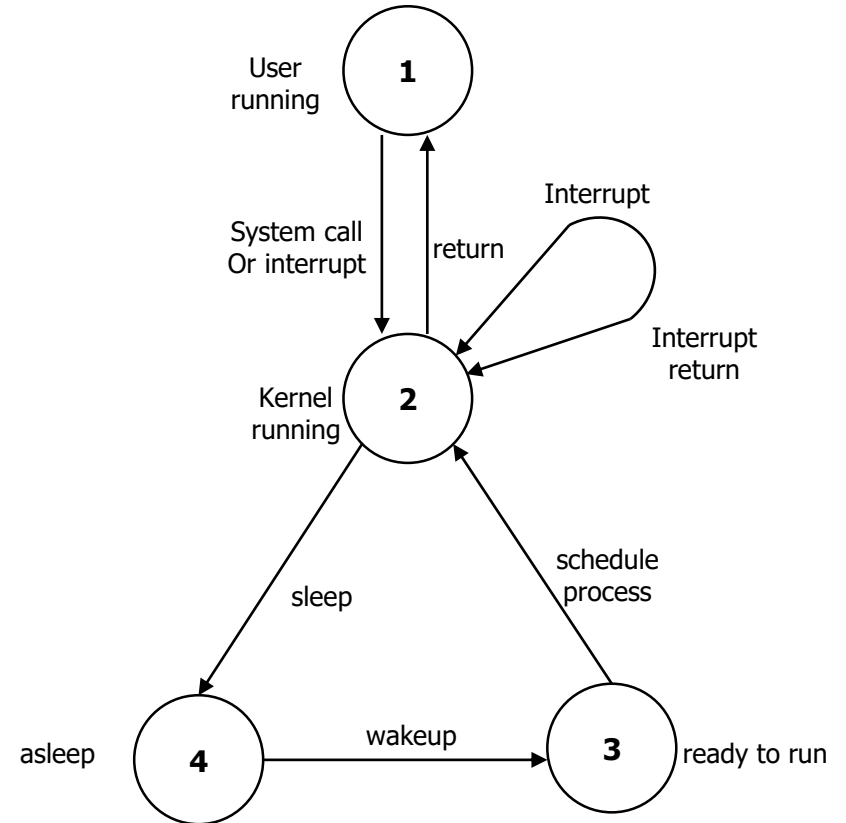 User
running
1
System call
Or interrupt
return
Interrupt
Interrupt
return
Kernel
running
2
sleep
schedule
process
asleep
4
wakeup
3
ready to run